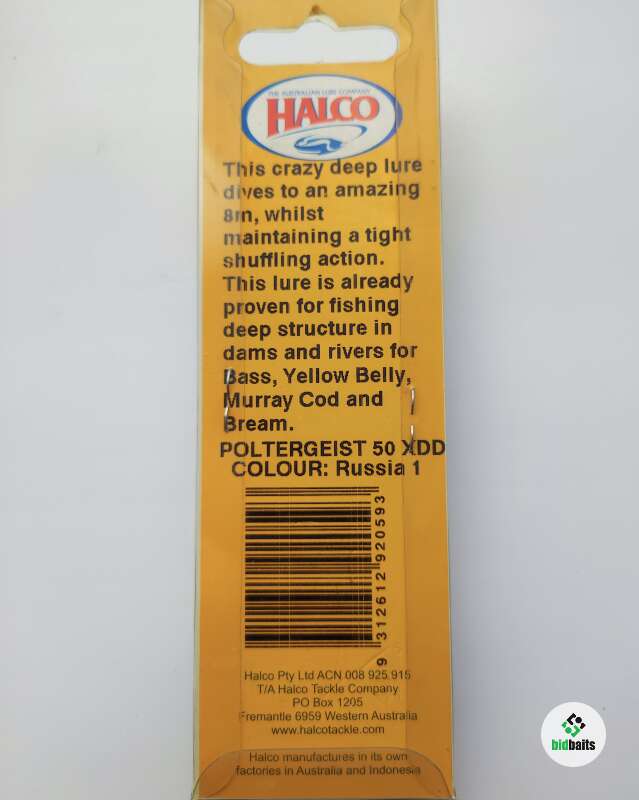 THE AUSTRALIAN LURE COMPANY
HALCO
This crazy deep lure
dives to an amazing
8m, whilst
maintaining a tight
shuffling action.
This lure is already
proven for fishing
deep structure in
dams and rivers for
Bass, Yellow Belly,
Murray Cod and
Bream.
POLTERGEIST 50 XDD
COLOUR: Russia 1
9 312612 920593
Halco Pty Ltd ACN 008 925 915
T/A Halco Tackle Company
PO Box 1205
Fremantle 6959 Western Australia
www.halcotackle.com
Halco manufactures in its own
factories in Australia and Indonesia
bidbaits